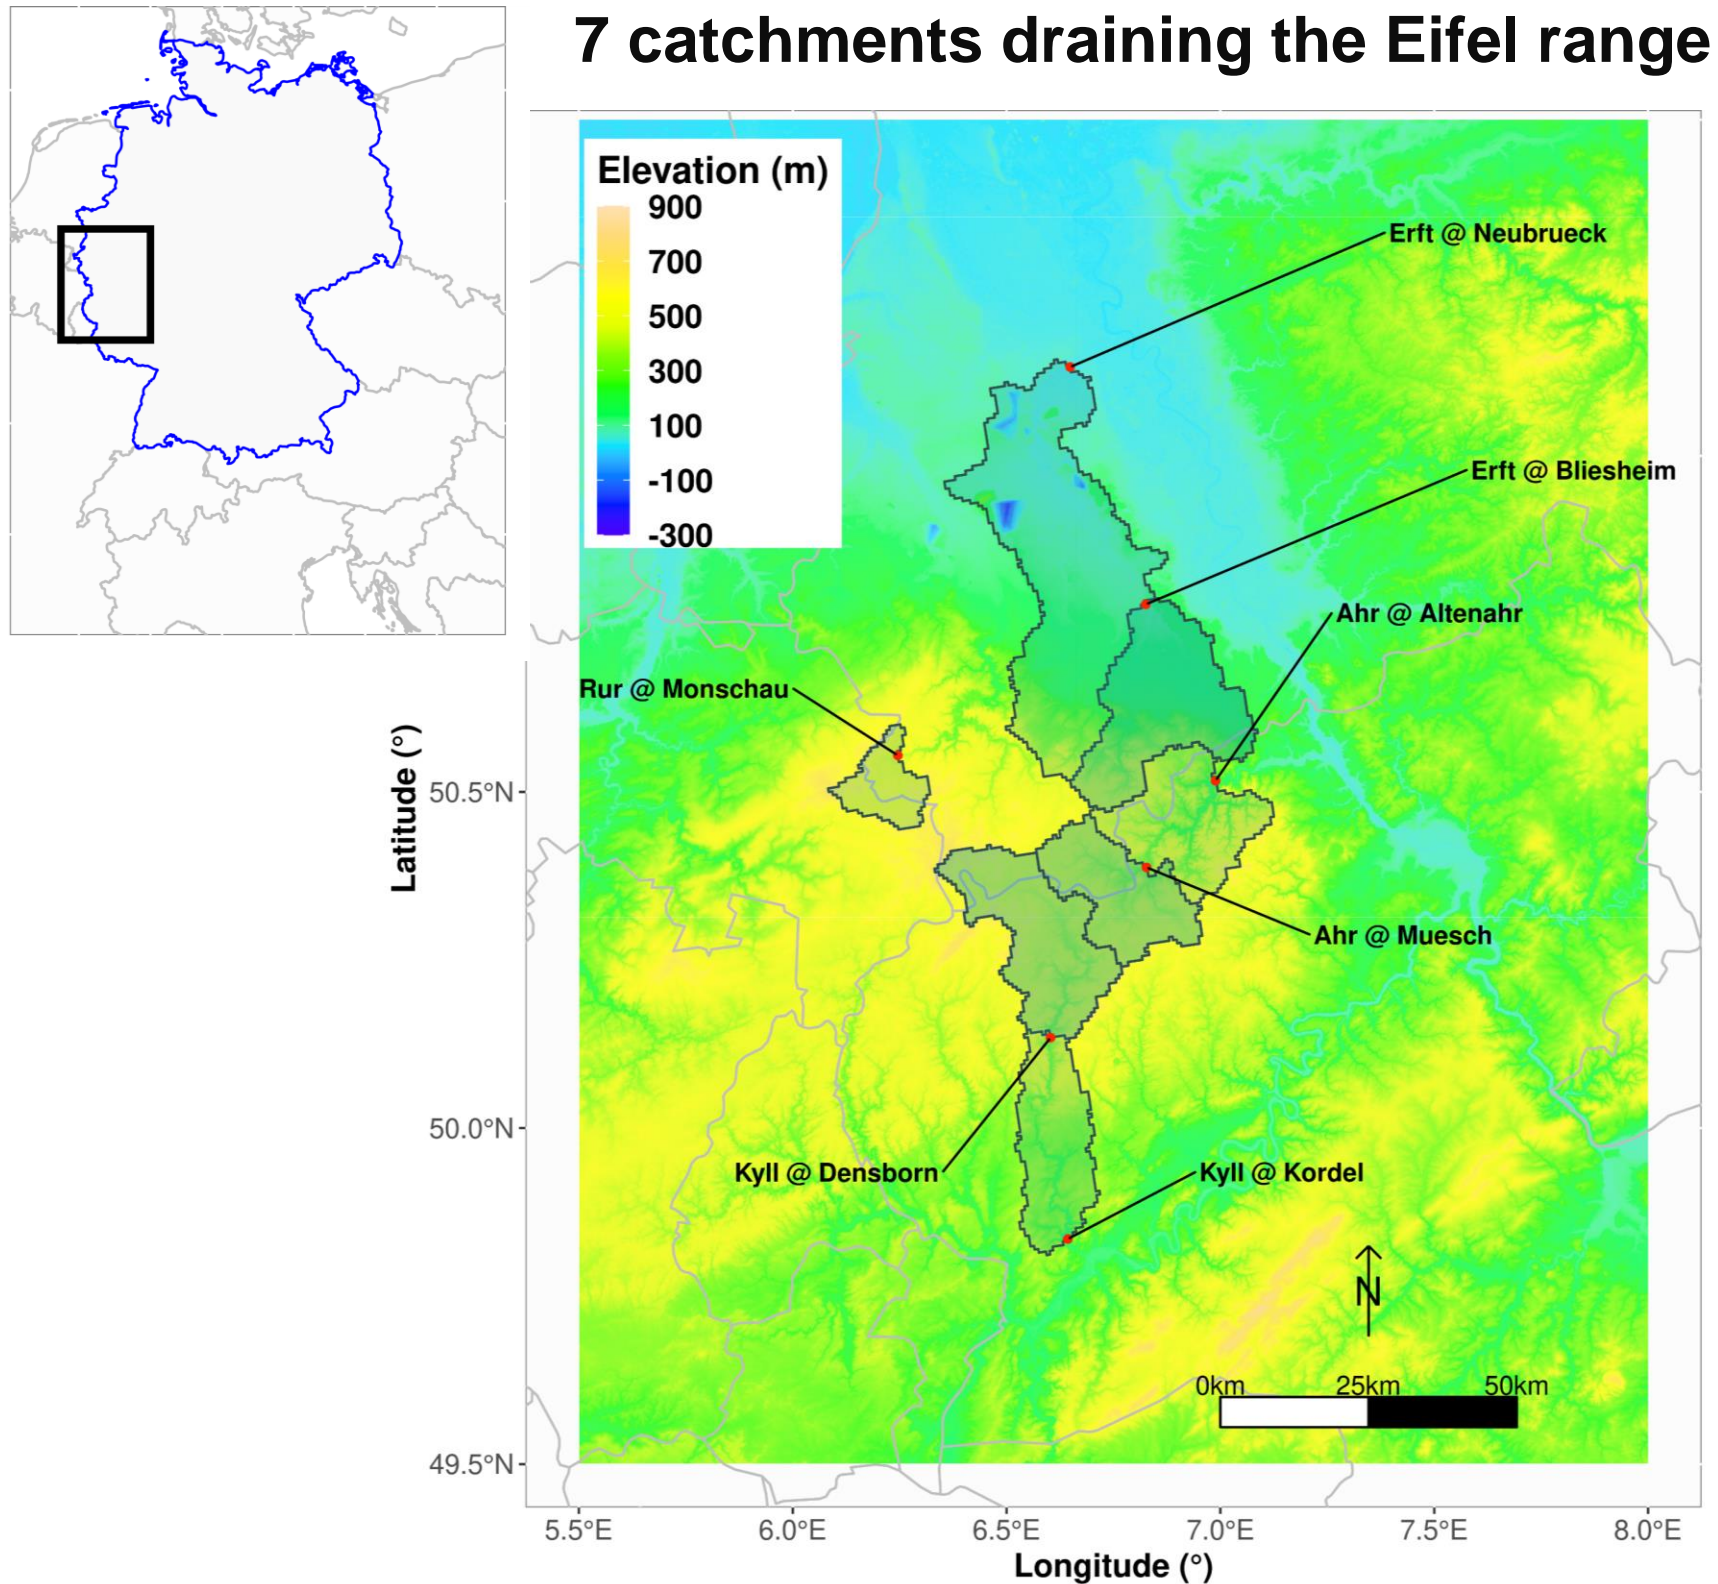 7 catchments draining the Eifel range
Elevation (m)
900
700
500
300
100
-100
-300
Erft @ Neubrueck
Erft @ Bliesheim
Ahr @ Altenahr
Rur @ Monschau
Ahr @ Muesch
Kyll @ Densborn
Kyll @ Kordel
N
0km 25km 50km
Latitude (°)
50.5°N
50.0°N
49.5°N
5.5°E 6.0°E 6.5°E 7.0°E 7.5°E 8.0°E
Longitude (°)